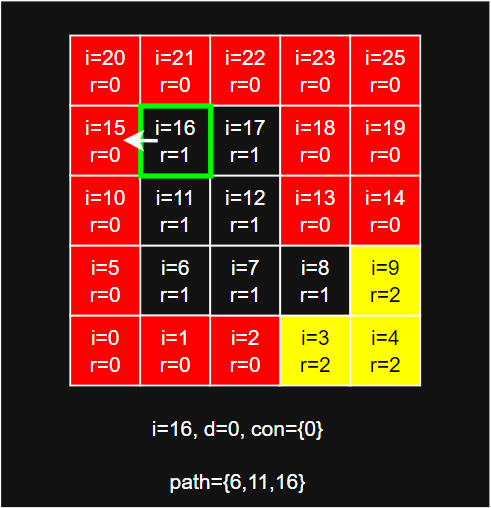 i=20 i=21 i=22 i=23 i=25
r=0 r=0 r=0 r=0 r=0
i=15 i=16 i=17 i=18 i=19
r=0 r=1 r=1 r=0 r=0
i=10 i=11 i=12 i=13 i=14
r=0 r=1 r=1 r=0 r=0
i=5 i=6 i=7 i=8 i=9
r=0 r=1 r=1 r=1 r=2
i=0 i=1 i=2 i=3 i=4
r=0 r=0 r=0 r=2 r=2
i=16, d=0, con={0}
path={6,11,16}